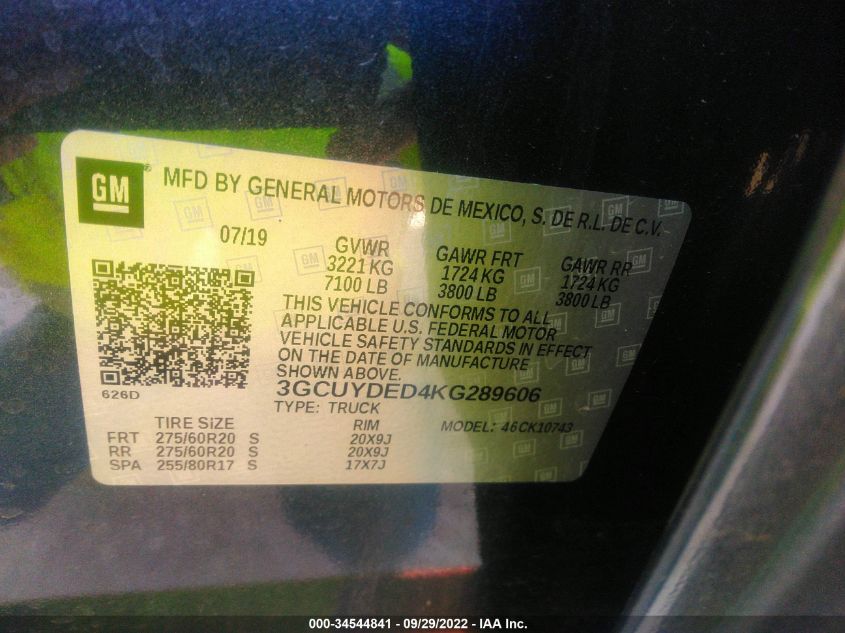 GM ® MFD BY GENERAL MOTORS DE MEXICO, S. DE R.L. DE C.V.
07/19
GVWR GAWR FRT GAWR RR
3221 KG 1724 KG 1724 KG
7100 LB 3800 LB 3800 LB
THIS VEHICLE CONFORMS TO ALL
APPLICABLE U.S. FEDERAL MOTOR
VEHICLE SAFETY STANDARDS IN EFFECT
ON THE DATE OF MANUFACTURE
SHOWN ABOVE.
626D
3GCUYDED4KG289606
TYPE: TRUCK MODEL: 46CK10743
TIRE SIZE RIM
FRT 275/60R20 S 20X9J
RR 275/60R20 S 20X9J
SPA 255/80R17 S 17X7J
000-34544841 - 09/29/2022 - IAA Inc.